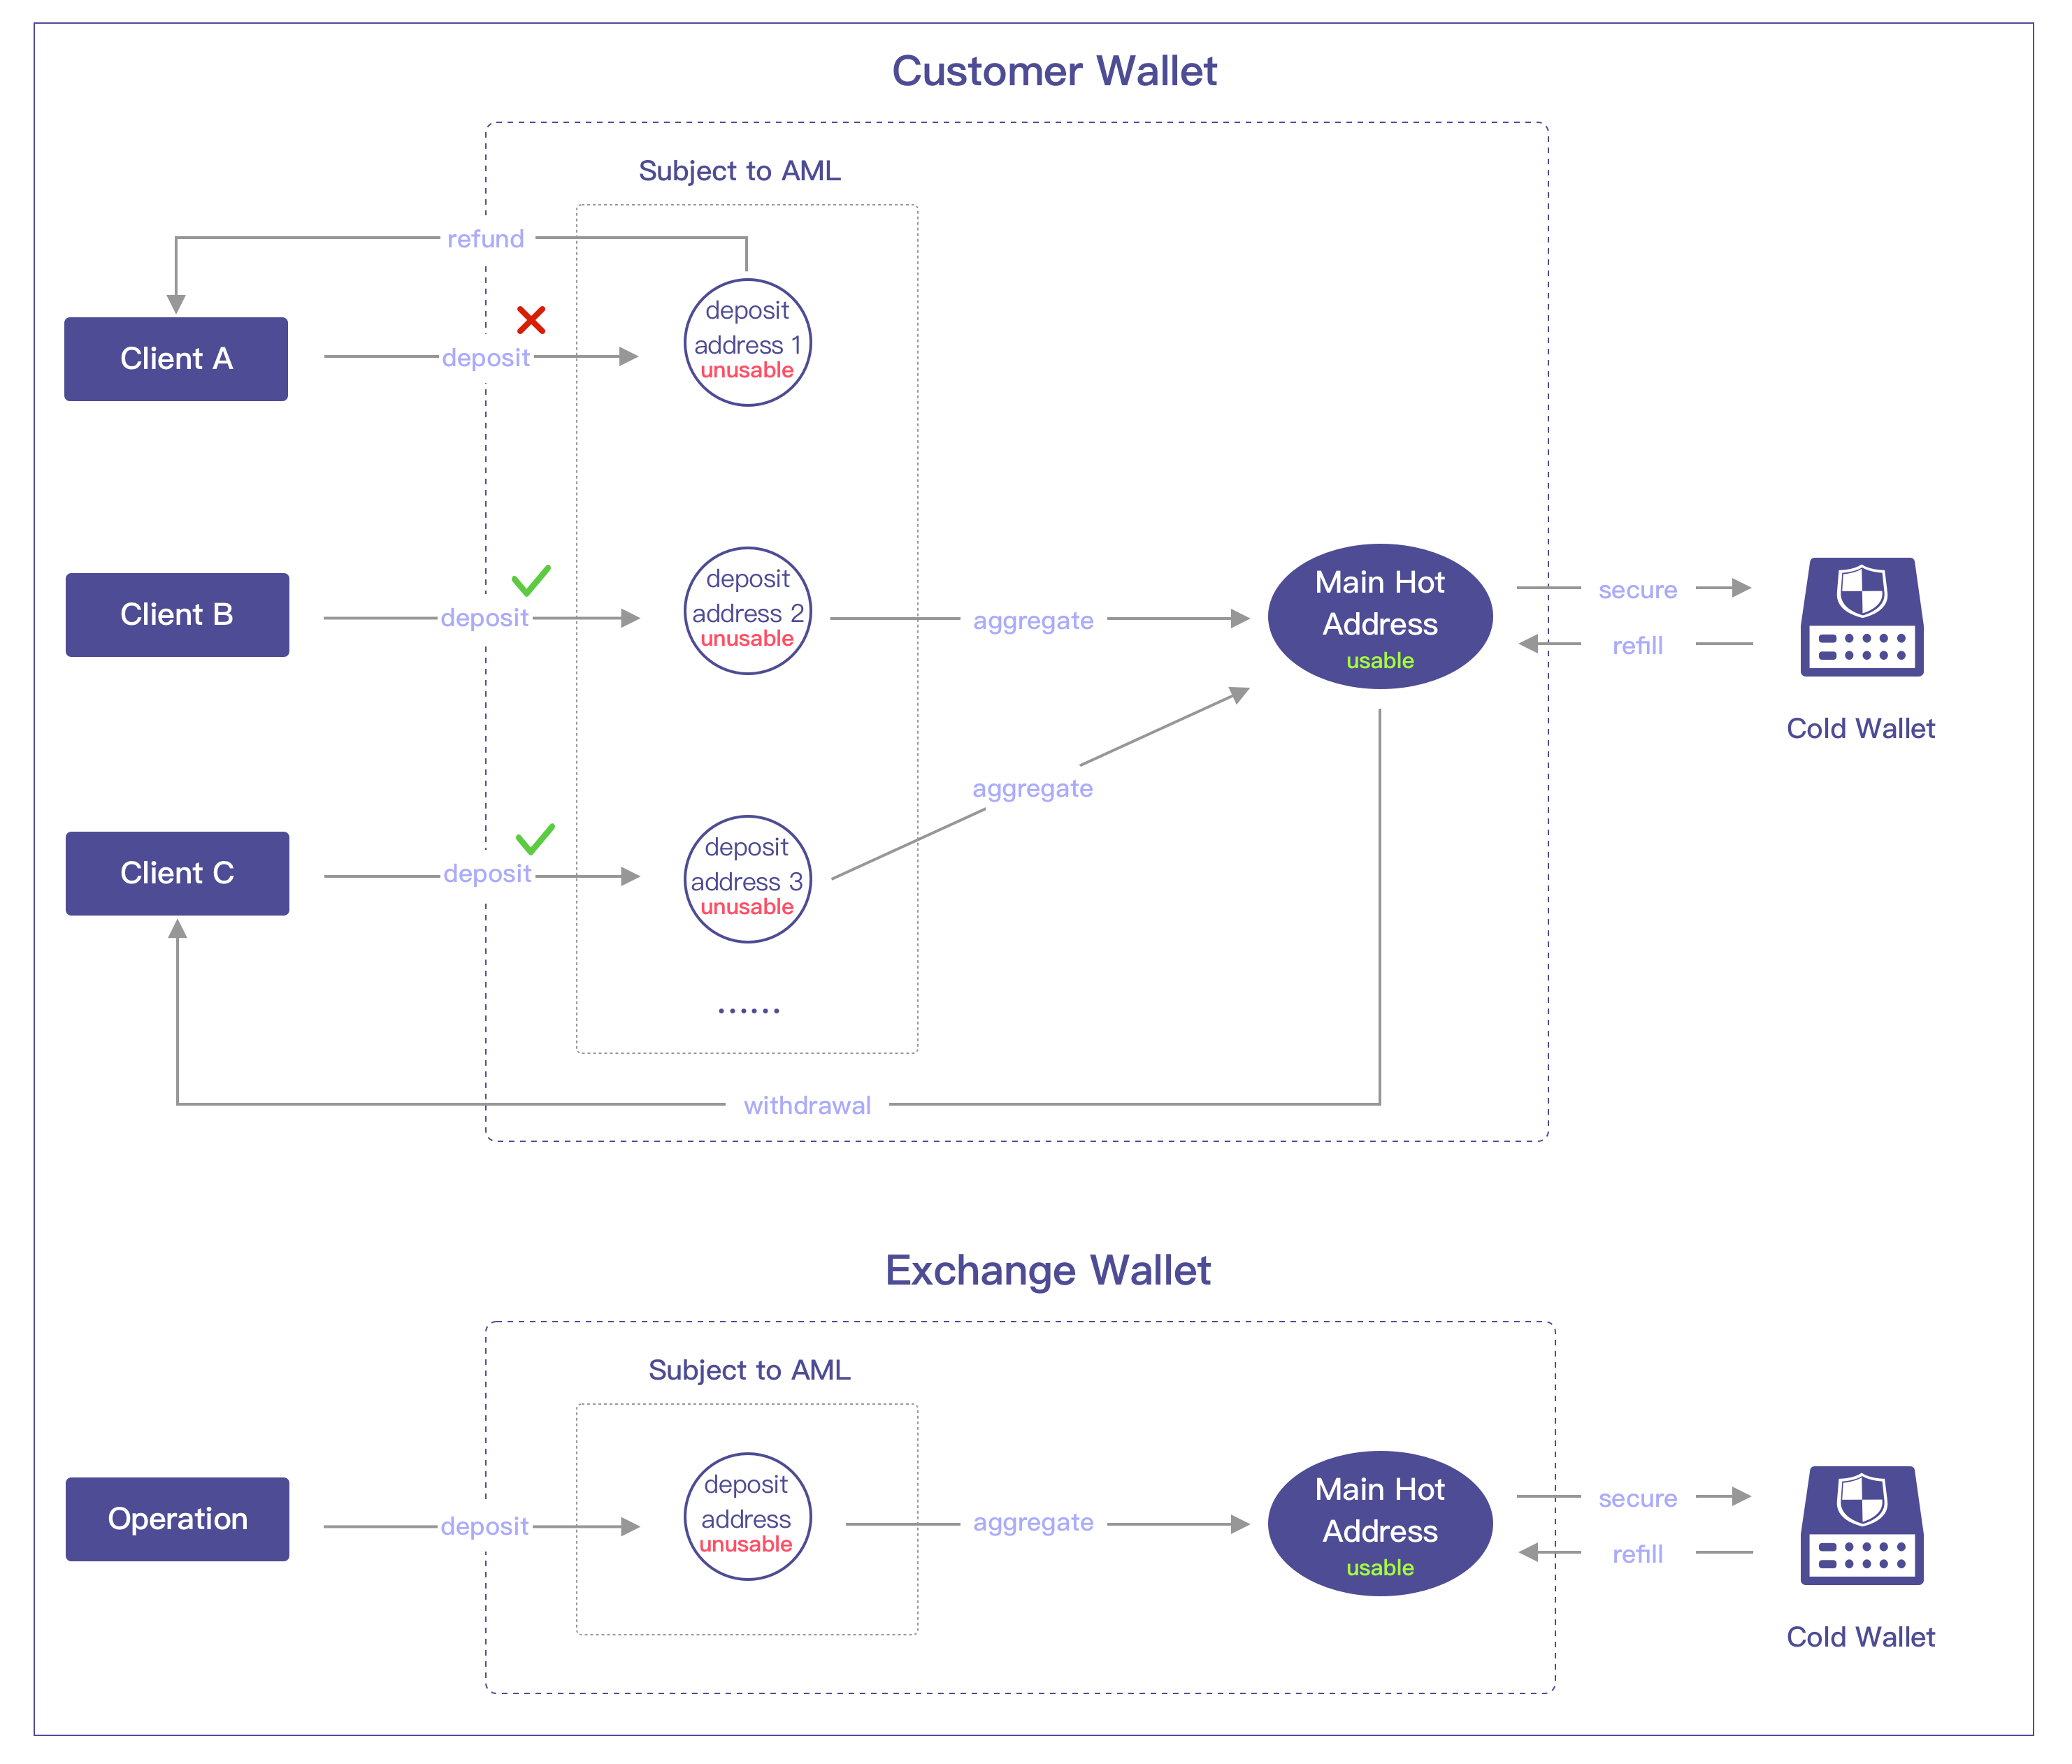 Customer Wallet
Subject to AML
refund
Client A
deposit
deposit
address 1
unusable
Client B
deposit
deposit
address 2
unusable
aggregate
Main Hot
Address
usable
secure
refill
Cold Wallet
aggregate
Client C
deposit
deposit
address 3
unusable
......
withdrawal
Exchange Wallet
Subject to AML
Operation
deposit
deposit
address
unusable
aggregate
Main Hot
Address
usable
secure
refill
Cold Wallet